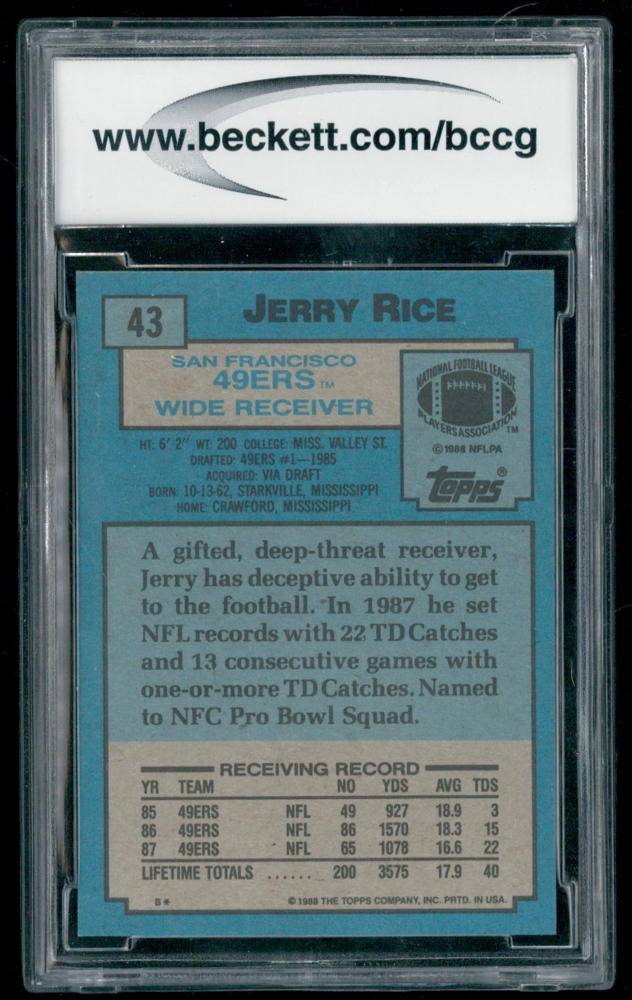 www.beckett.com/bccg
43
JERRY RICE
SAN FRANCISCO
49ERS TM
WIDE RECEIVER
NATIONAL FOOTBALL LEAGUE
PLAYERS ASSOCIATION TM
© 1988 NFLPA
topps®
HT: 6' 2" WT: 200 COLLEGE: MISS. VALLEY ST.
DRAFTED: 49ERS #1—1985
ACQUIRED: VIA DRAFT
BORN: 10-13-62, STARKVILLE, MISSISSIPPI
HOME: CRAWFORD, MISSISSIPPI
A gifted, deep-threat receiver,
Jerry has deceptive ability to get
to the football. In 1987 he set
NFL records with 22 TD Catches
and 13 consecutive games with
one-or-more TD Catches. Named
to NFC Pro Bowl Squad.
RECEIVING RECORD
YR TEAM NO YDS AVG TDS
85 49ERS NFL 49 927 18.9 3
86 49ERS NFL 86 1570 18.3 15
87 49ERS NFL 65 1078 16.6 22
LIFETIME TOTALS ...... 200 3575 17.9 40
B* © 1988 THE TOPPS COMPANY, INC. PRTD. IN USA.